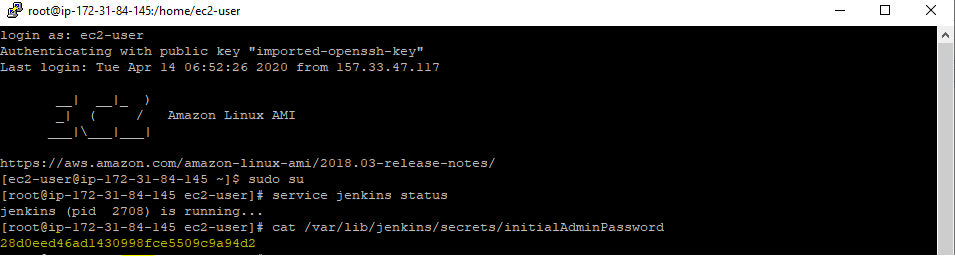 root@ip-172-31-84-145:/home/ec2-user
login as: ec2-user
Authenticating with public key "imported-openssh-key"
Last login: Tue Apr 14 06:52:26 2020 from 157.33.47.117
       __|  __|_  )
       _|  (     /   Amazon Linux AMI
      ___|\___|___|
https://aws.amazon.com/amazon-linux-ami/2018.03-release-notes/
[ec2-user@ip-172-31-84-145 ~]$ sudo su
[root@ip-172-31-84-145 ec2-user]# service jenkins status
jenkins (pid  2708) is running...
[root@ip-172-31-84-145 ec2-user]# cat /var/lib/jenkins/secrets/initialAdminPassword
28d0eed46ad1430998fce5509c9a94d2